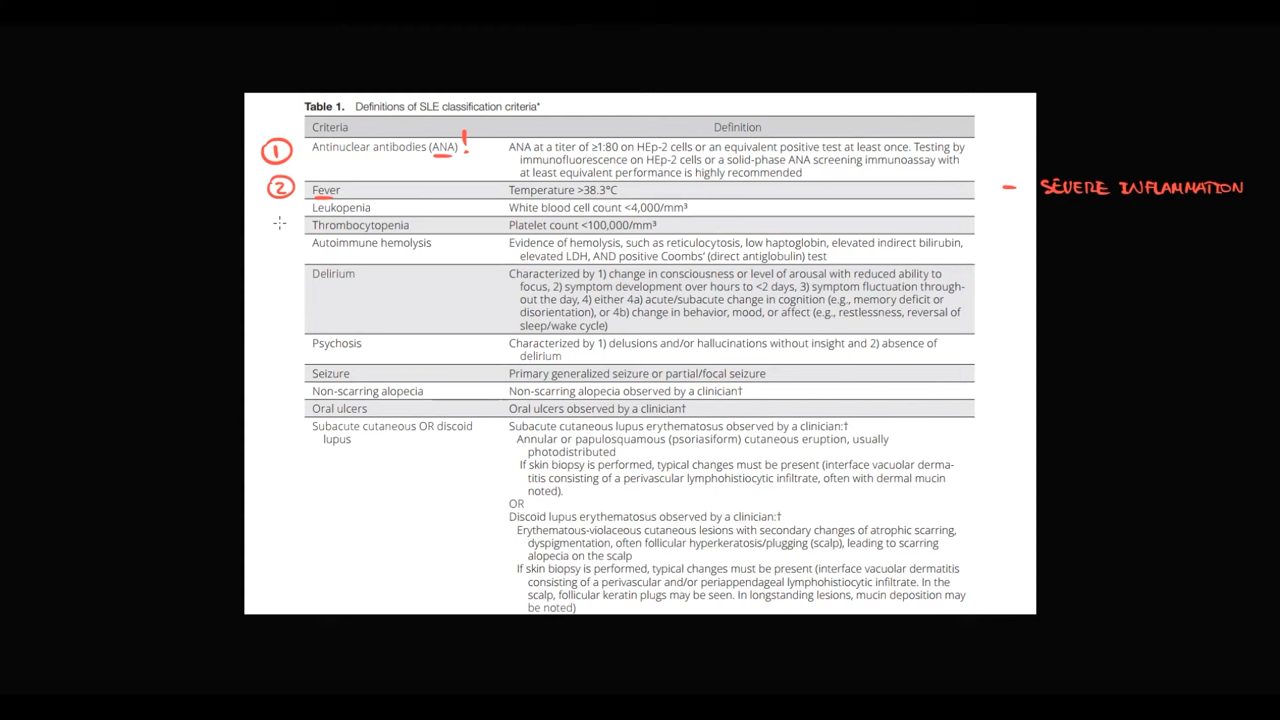 Table 1. Definitions of SLE classification criteria*
Criteria Definition
① Antinuclear antibodies (ANA) ! ANA at a titer of ≥1:80 on HEp-2 cells or an equivalent positive test at least once. Testing by
immunofluorescence on HEp-2 cells or a solid-phase ANA screening immunoassay with
at least equivalent performance is highly recommended
② Fever Temperature >38.3°C - SEVERE INFLAMMATION
Leukopenia White blood cell count <4,000/mm³
Thrombocytopenia Platelet count <100,000/mm³
Autoimmune hemolysis Evidence of hemolysis, such as reticulocytosis, low haptoglobin, elevated indirect bilirubin,
elevated LDH, AND positive Coombs' (direct antiglobulin) test
Delirium Characterized by 1) change in consciousness or level of arousal with reduced ability to
focus, 2) symptom development over hours to <2 days, 3) symptom fluctuation through-
out the day, 4) either 4a) acute/subacute change in cognition (e.g., memory deficit or
disorientation), or 4b) change in behavior, mood, or affect (e.g., restlessness, reversal of
sleep/wake cycle)
Psychosis Characterized by 1) delusions and/or hallucinations without insight and 2) absence of
delirium
Seizure Primary generalized seizure or partial/focal seizure
Non-scarring alopecia Non-scarring alopecia observed by a clinician†
Oral ulcers Oral ulcers observed by a clinician†
Subacute cutaneous OR discoid Subacute cutaneous lupus erythematosus observed by a clinician:†
lupus Annular or papulosquamous (psoriasiform) cutaneous eruption, usually
photodistributed
If skin biopsy is performed, typical changes must be present (interface vacuolar derma-
titis consisting of a perivascular lymphohistiocytic infiltrate, often with dermal mucin
noted).
OR
Discoid lupus erythematosus observed by a clinician:†
Erythematous-violaceous cutaneous lesions with secondary changes of atrophic scarring,
dyspigmentation, often follicular hyperkeratosis/plugging (scalp), leading to scarring
alopecia on the scalp
If skin biopsy is performed, typical changes must be present (interface vacuolar dermatitis
consisting of a perivascular and/or periappendageal lymphohistiocytic infiltrate. In the
scalp, follicular keratin plugs may be seen. In longstanding lesions, mucin deposition may
be noted)